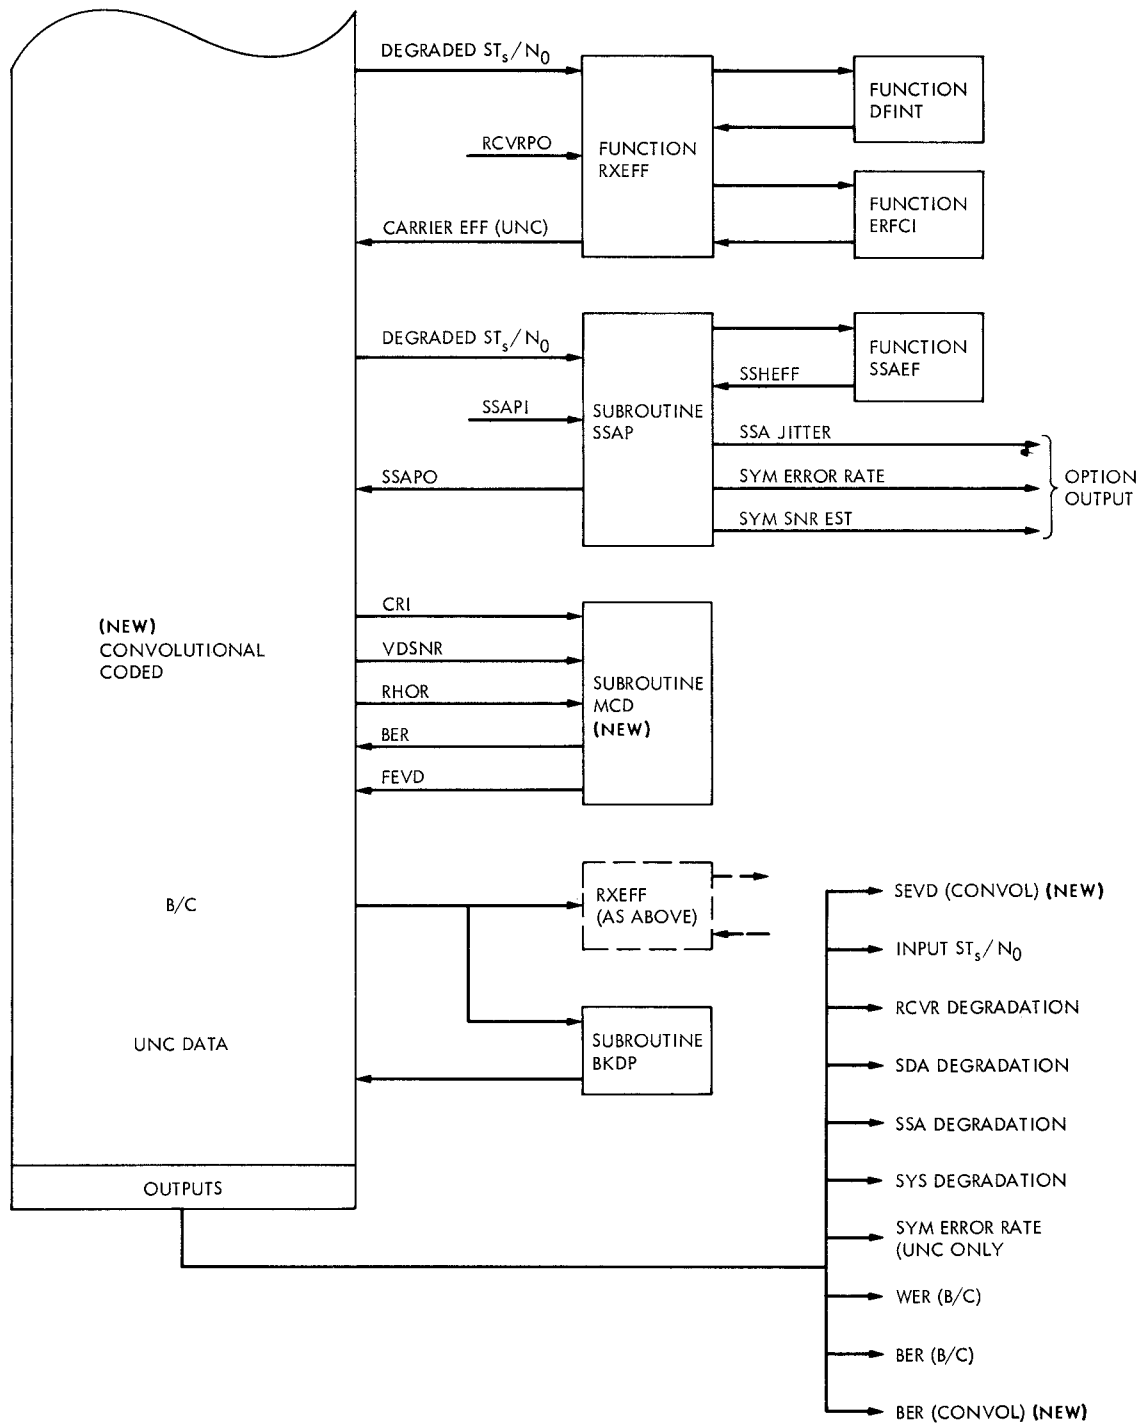 DEGRADED STs/N0
RCVRPO
CARRIER EFF (UNC)
FUNCTION
RXEFF
FUNCTION
DFINT
FUNCTION
ERFCI
DEGRADED STs/N0
SSAPI
SSAPO
SUBROUTINE
SSAP
FUNCTION
SSAEF
SSHEFF
SSA JITTER
SYM ERROR RATE
SYM SNR EST
OPTION
OUTPUT
(NEW)
CONVOLUTIONAL
CODED
CRI
VDSNR
RHOR
BER
FEVD
SUBROUTINE
MCD
(NEW)
B/C
RXEFF
(AS ABOVE)
UNC DATA
SUBROUTINE
BKDP
OUTPUTS
SEVD (CONVOL) (NEW)
INPUT STs/N0
RCVR DEGRADATION
SDA DEGRADATION
SSA DEGRADATION
SYS DEGRADATION
SYM ERROR RATE
(UNC ONLY
WER (B/C)
BER (B/C)
BER (CONVOL) (NEW)